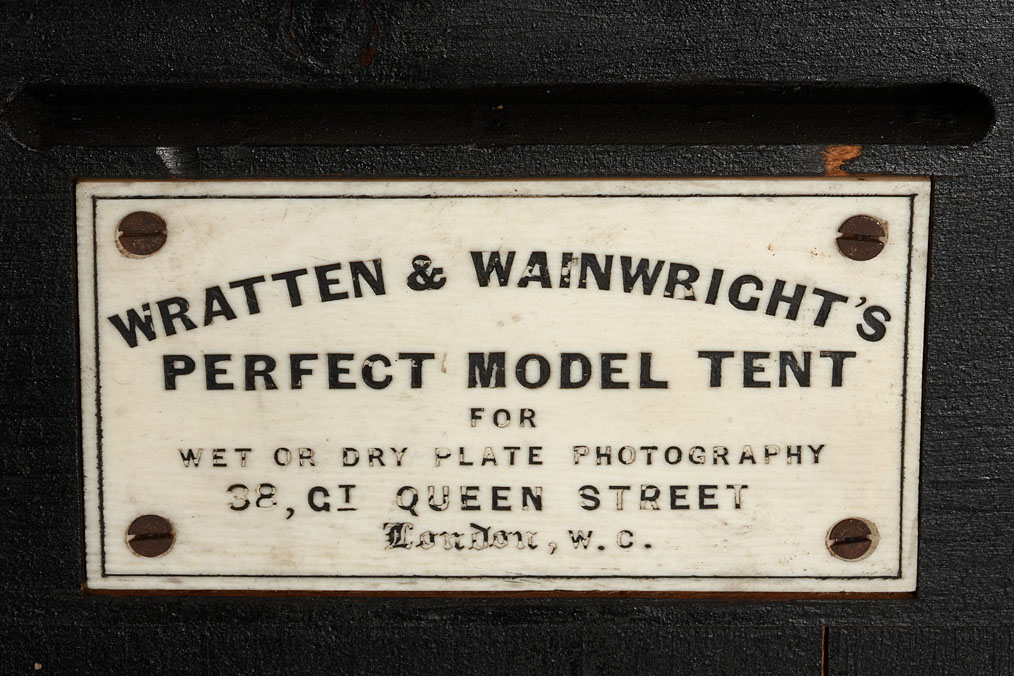 WRATTEN & WAINWRIGHT'S
PERFECT MODEL TENT
FOR
WET OR DRY PLATE PHOTOGRAPHY
38, GT QUEEN STREET
London, W. C.